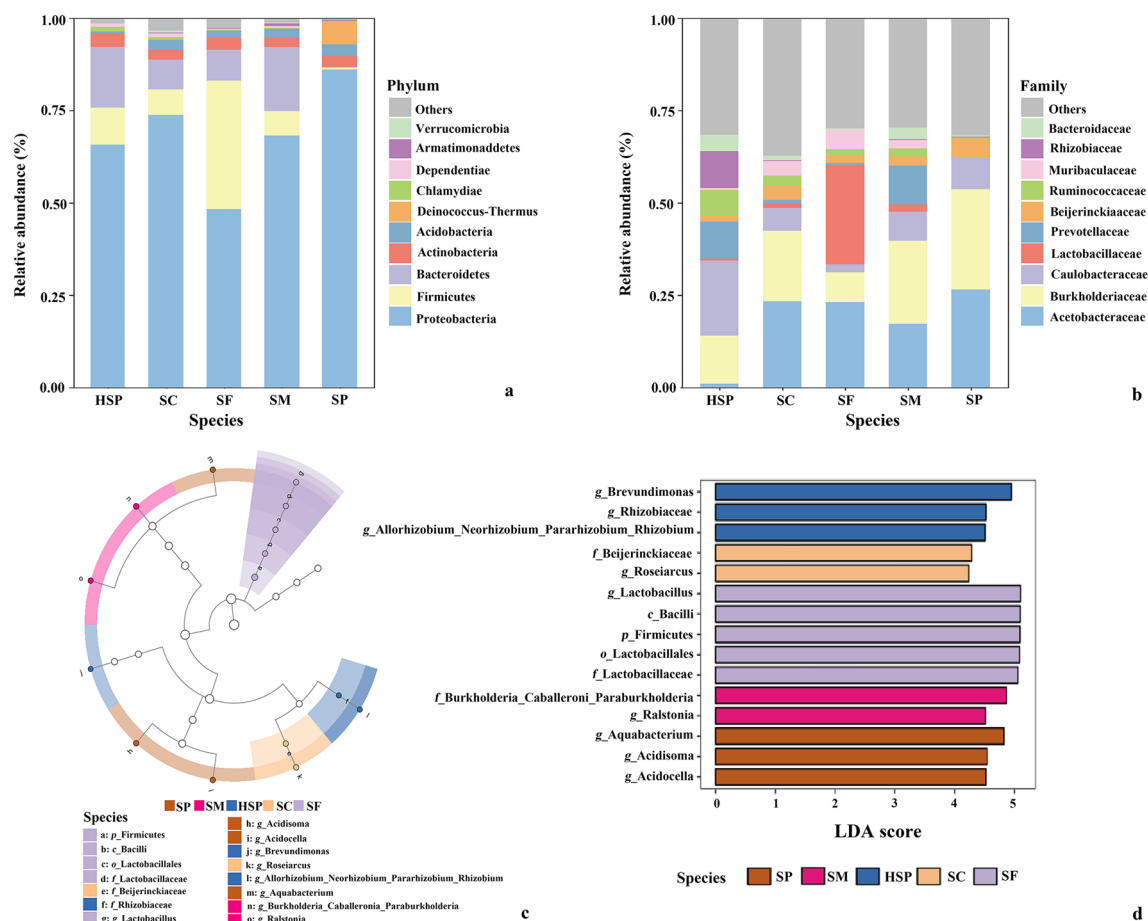 1.00
0.75
0.50
0.25
0.00
Relative abundance (%)
HSP SC SF SM SP
Species
Phylum
Others
Verrucomicrobia
Armatimonaddetes
Dependentiae
Chlamydiae
Deinococcus-Thermus
Acidobacteria
Actinobacteria
Bacteroidetes
Firmicutes
Proteobacteria
a
1.00
0.75
0.50
0.25
0.00
Relative abundance (%)
HSP SC SF SM SP
Species
Family
Others
Bacteroidaceae
Rhizobiaceae
Muribaculaceae
Ruminococcaceae
Beijerinckiaaceae
Prevotellaceae
Lactobacillaceae
Caulobacteraceae
Burkholderiaceae
Acetobacteraceae
b
m
n
o
j
h
i
k
e
f
l
a
b
c
d
g
SP SM HSP SC SF
Species
a: p_Firmicutes
b: c_Bacilli
c: o_Lactobacillales
d: f_Lactobacillaceae
e: f_Beijerinckiaceae
f: f_Rhizobiaceae
g: g_Lactobacillus
h: g_Acidisoma
i: g_Acidocella
j: g_Brevundimonas
k: g_Roseiarcus
l: g_Allorhizobium_Neorhizobium_Pararhizobium_Rhizobium
m: g_Aquabacterium
n: g_Burkholderia_Caballeronia_Paraburkholderia
o: g_Ralstonia
c
g_Brevundimonas
g_Rhizobiaceae
g_Allorhizobium_Neorhizobium_Pararhizobium_Rhizobium
f_Beijerinckiaceae
g_Roseiarcus
g_Lactobacillus
c_Bacilli
p_Firmicutes
o_Lactobacillales
f_Lactobacillaceae
f_Burkholderia_Caballeroni_Paraburkholderia
g_Ralstonia
g_Aquabacterium
g_Acidisoma
g_Acidocella
0 1 2 3 4 5
LDA score
Species SP SM HSP SC SF
d